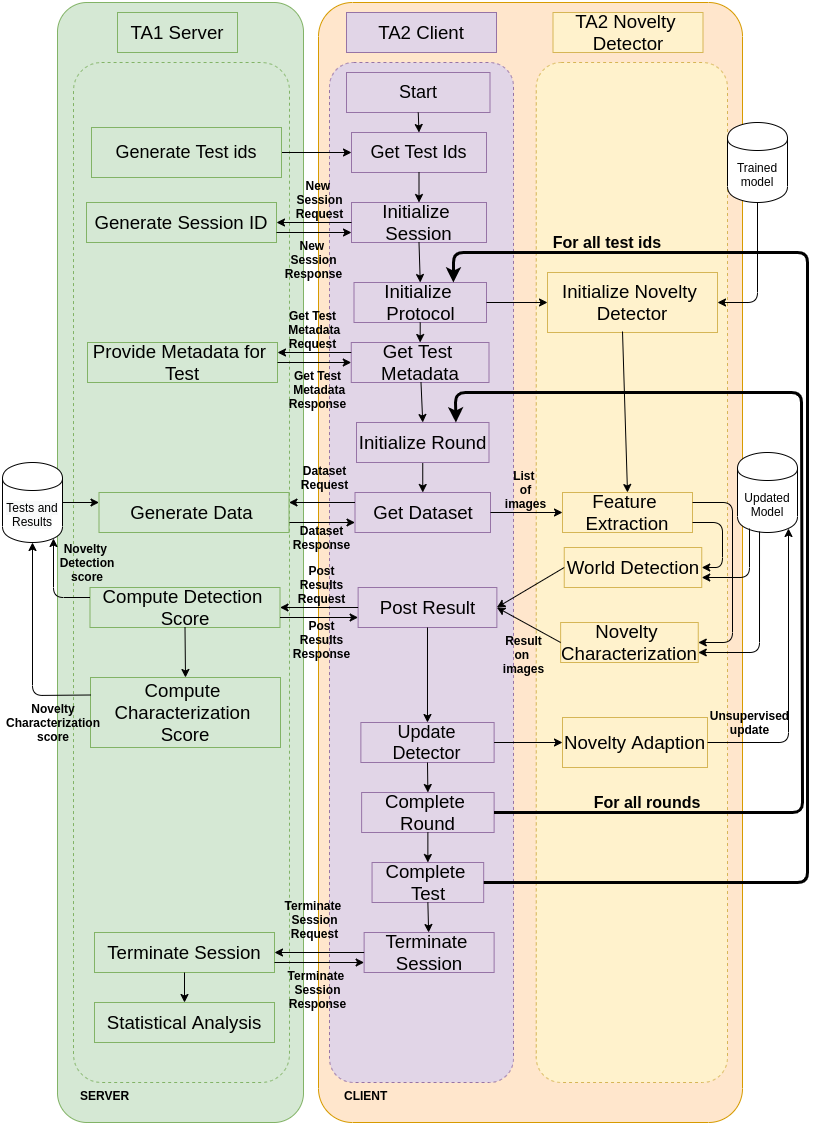 TA1 Server
TA2 Client
TA2 Novelty
Detector
Start
Generate Test ids
Get Test Ids
Trained
model
New
Session
Request
Generate Session ID
Initialize
Session
New
Session
Response
For all test ids
Initialize
Protocol
Initialize Novelty
Detector
Get Test
Metadata
Request
Provide Metadata for
Test
Get Test
Metadata
Get Test
Metadata
Response
Initialize Round
Dataset
Request
List
of
images
Tests and
Results
Generate Data
Get Dataset
Feature
Extraction
Updated
Model
Dataset
Response
Novelty
Detection
score
World Detection
Post
Results
Request
Compute Detection
Score
Post Result
Post
Results
Response
Result
on
images
Novelty
Characterization
Compute
Characterization
Score
Novelty
Characterization
score
Update
Detector
Novelty Adaption
Unsupervised
update
Complete
Round
For all rounds
Complete
Test
Terminate
Session
Request
Terminate Session
Terminate
Session
Terminate
Session
Response
Statistical Analysis
SERVER
CLIENT